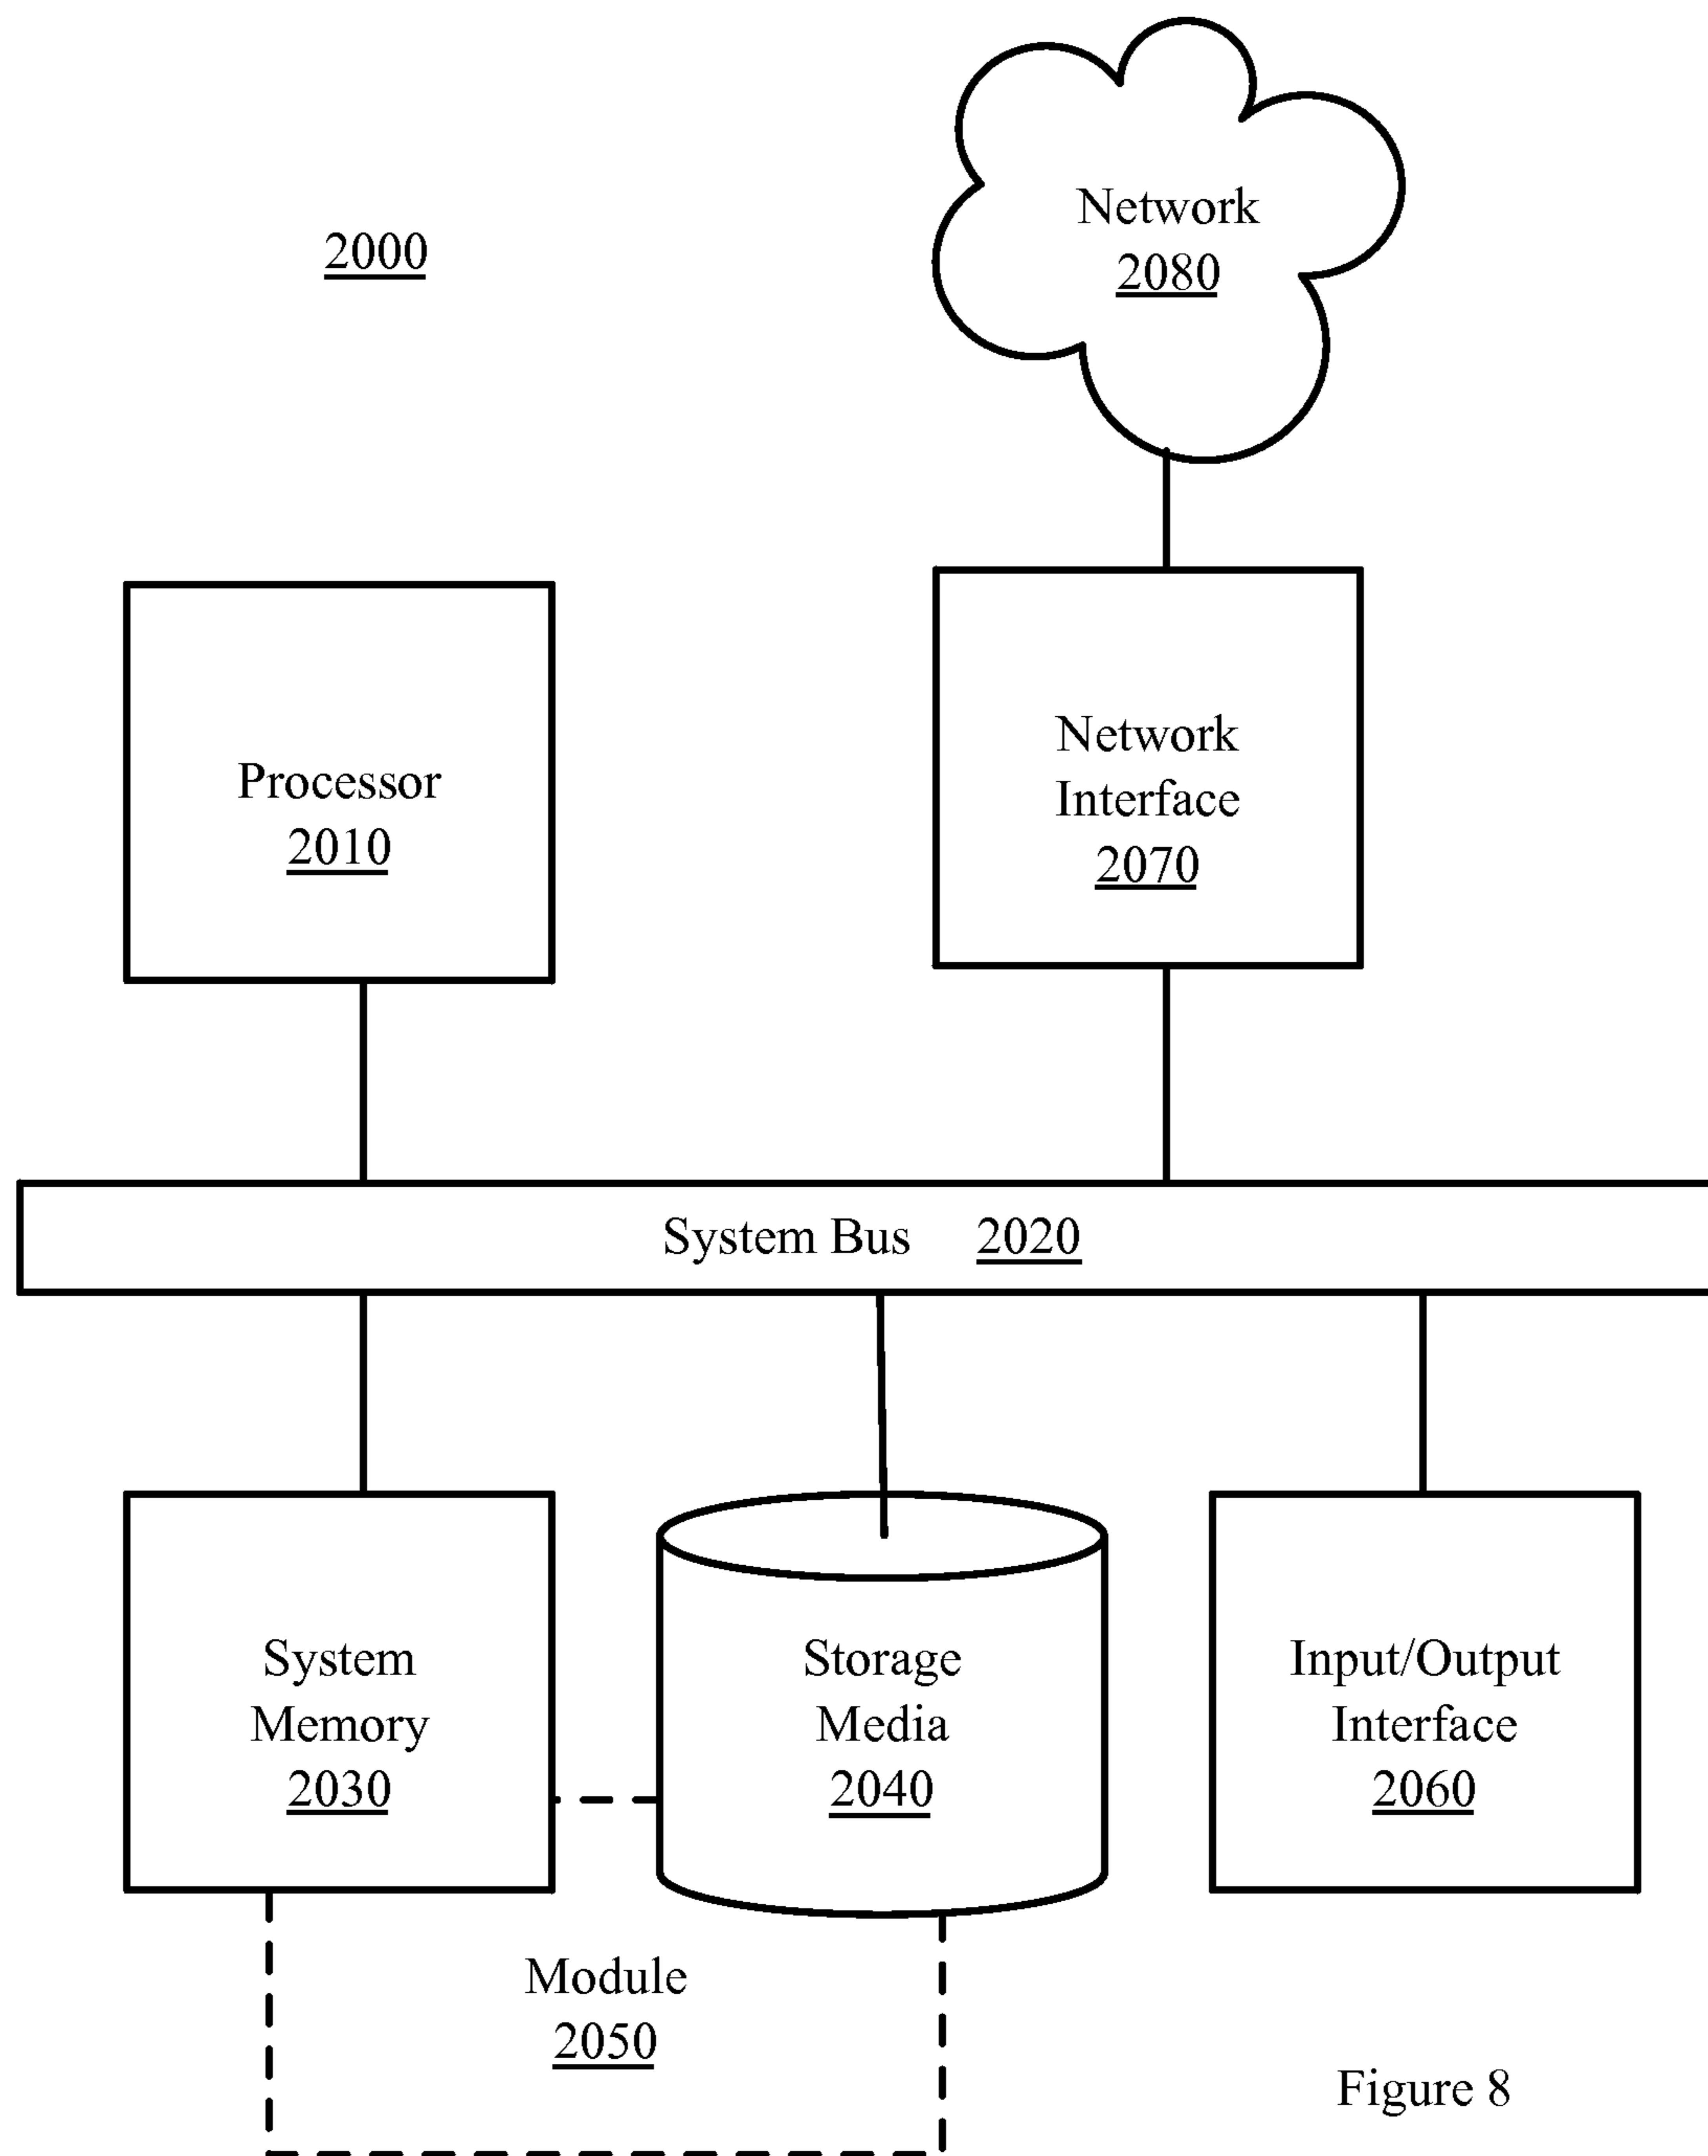 2000
Network
2080
Processor
2010
Network
Interface
2070
System Bus 2020
System
Memory
2030
Storage
Media
2040
Input/Output
Interface
2060
Module
2050
Figure 8